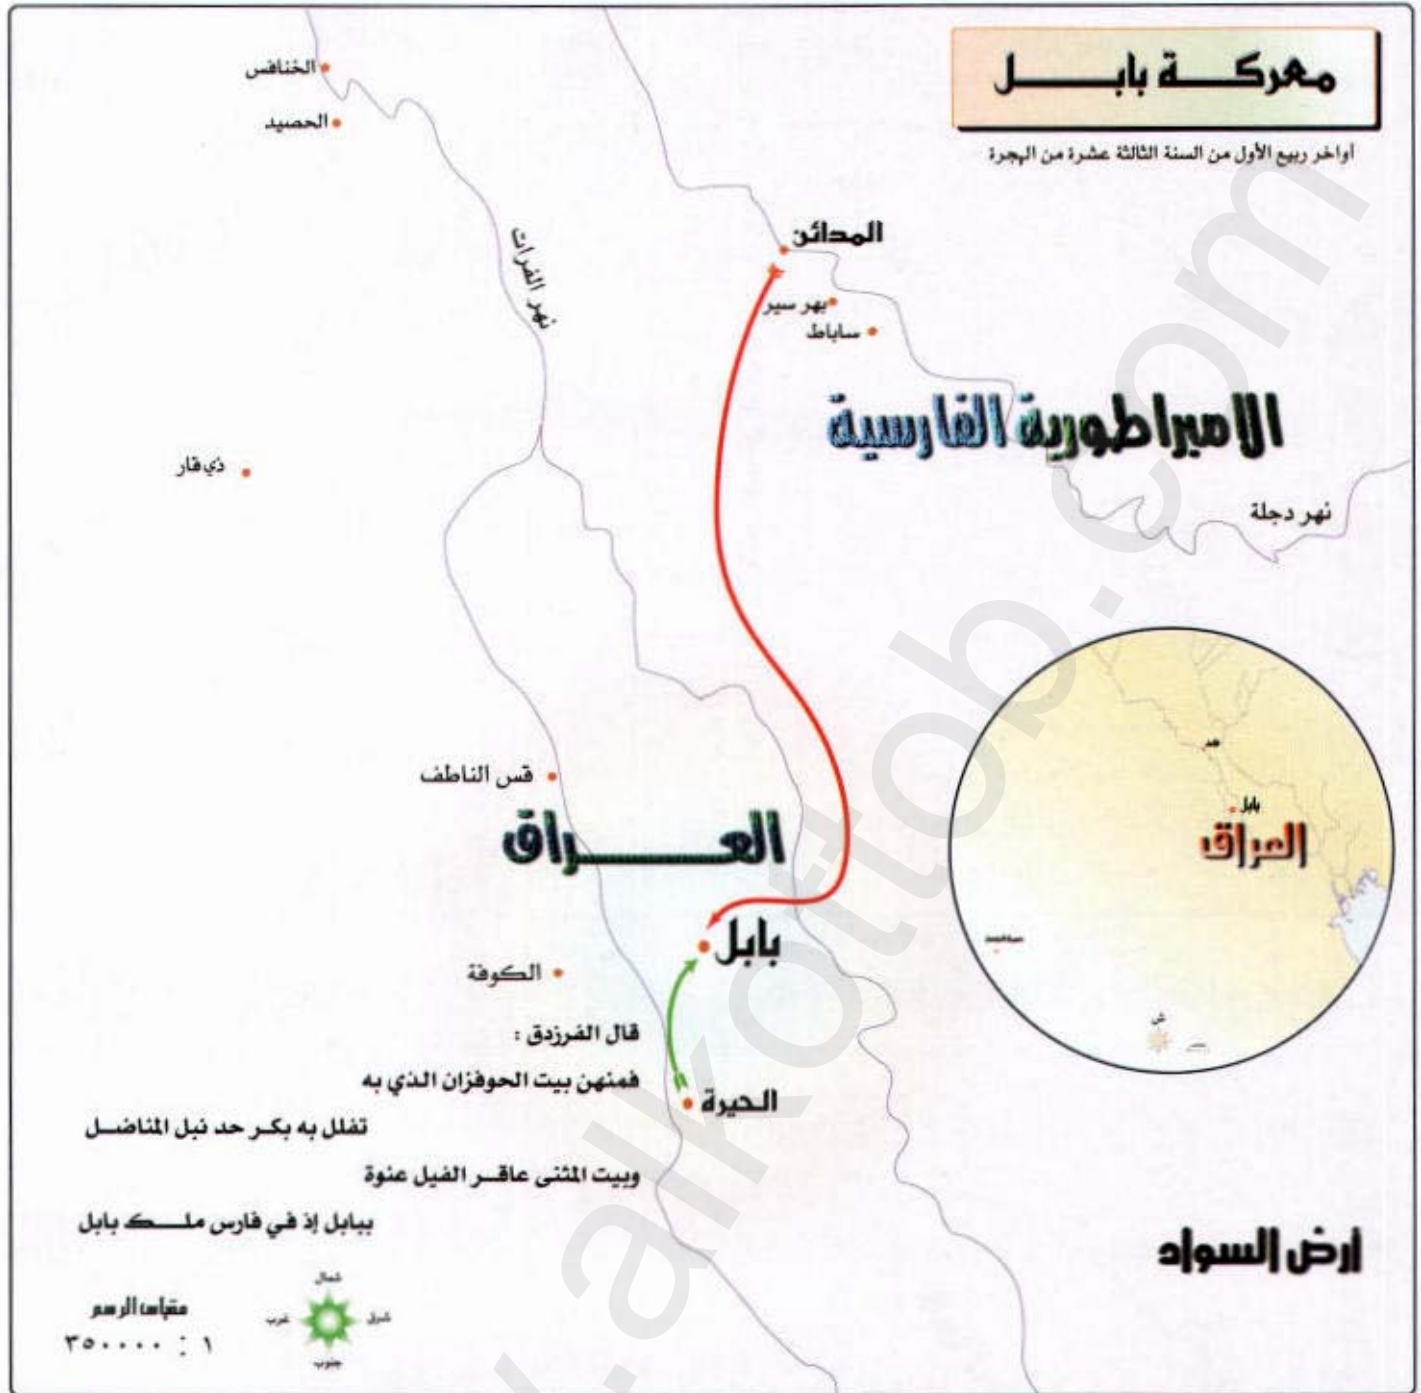 معركة بابل
أواخر ربيع الأول من السنة الثالثة عشرة من الهجرة
الخنافس
الحصيد
نهر الفرات
المدائن
بهر سير
ساباط
الامبراطورية الفارسية
ذي قار
نهر دجلة
قس الناطف
العراق
بابل
الكوفة
الحيرة
بابل
العراق
ش
قال الفرزدق :
فمنهن بيت الحوفزان الذي به
تفلل به بكر حد نبل المناضل
وبيت المثنى عاقر الفيل عنوة
ببابل إذ في فارس ملك بابل
أرض السواد
شمال
شرق
غرب
جنوب
مقياس الرسم
١ : ٣٥٠٠٠٠
.alkottob.com